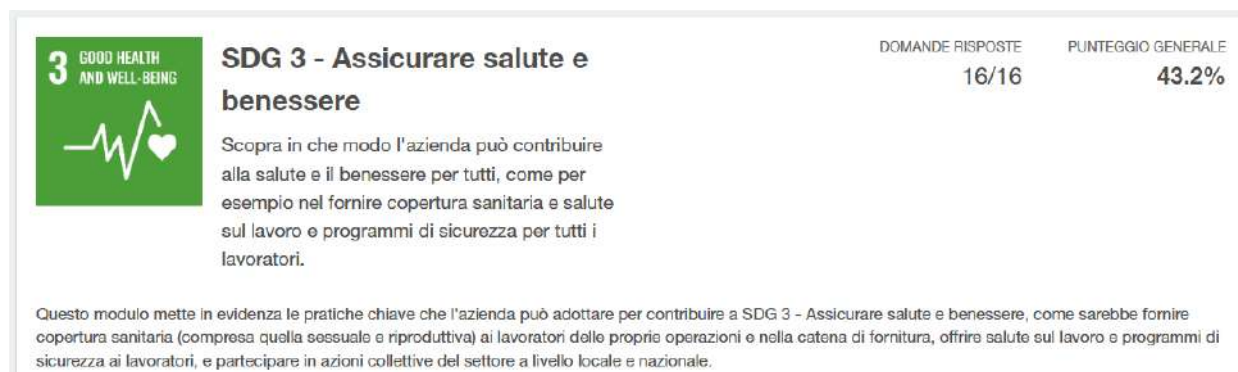 3 GOOD HEALTH
AND WELL-BEING
SDG 3 - Assicurare salute e
benessere
Scopra in che modo l'azienda può contribuire
alla salute e il benessere per tutti, come per
esempio nel fornire copertura sanitaria e salute
sul lavoro e programmi di sicurezza per tutti i
lavoratori.
DOMANDE RISPOSTE
16/16
PUNTEGGIO GENERALE
43.2%
Questo modulo mette in evidenza le pratiche chiave che l'azienda può adottare per contribuire a SDG 3 - Assicurare salute e benessere, come sarebbe fornire
copertura sanitaria (compresa quella sessuale e riproduttiva) ai lavoratori delle proprie operazioni e nella catena di fornitura, offrire salute sul lavoro e programmi di
sicurezza ai lavoratori, e partecipare in azioni collettive del settore a livello locale e nazionale.